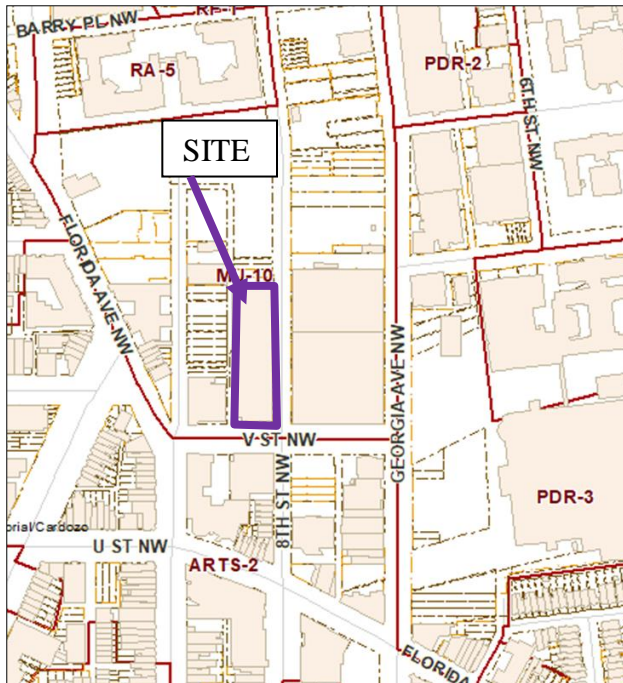 BARRY PL NW
RA-5
PDR-2
6TH ST NW
SITE
FLORIDA AVE NW
MU-10
GEORGIA AVE NW
V ST NW
8TH ST NW
PDR-3
orial/Cardozo
U ST NW
ARTS-2
FLORIDA